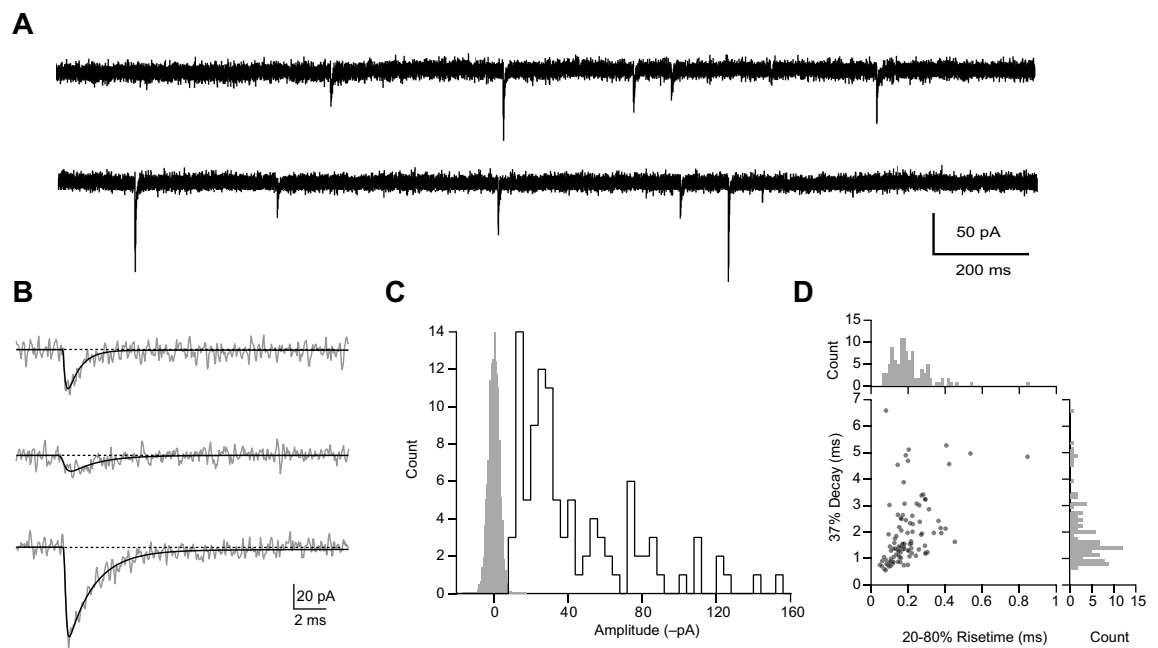 A
50 pA
200 ms
B
20 pA
2 ms
C
Count
14
12
10
8
6
4
2
0
0 40 80 120 160
Amplitude (–pA)
D
Count
15
10
5
0
37% Decay (ms)
7
6
5
4
3
2
1
0
0 0.2 0.4 0.6 0.8 1
20-80% Risetime (ms)
0 5 10 15
Count